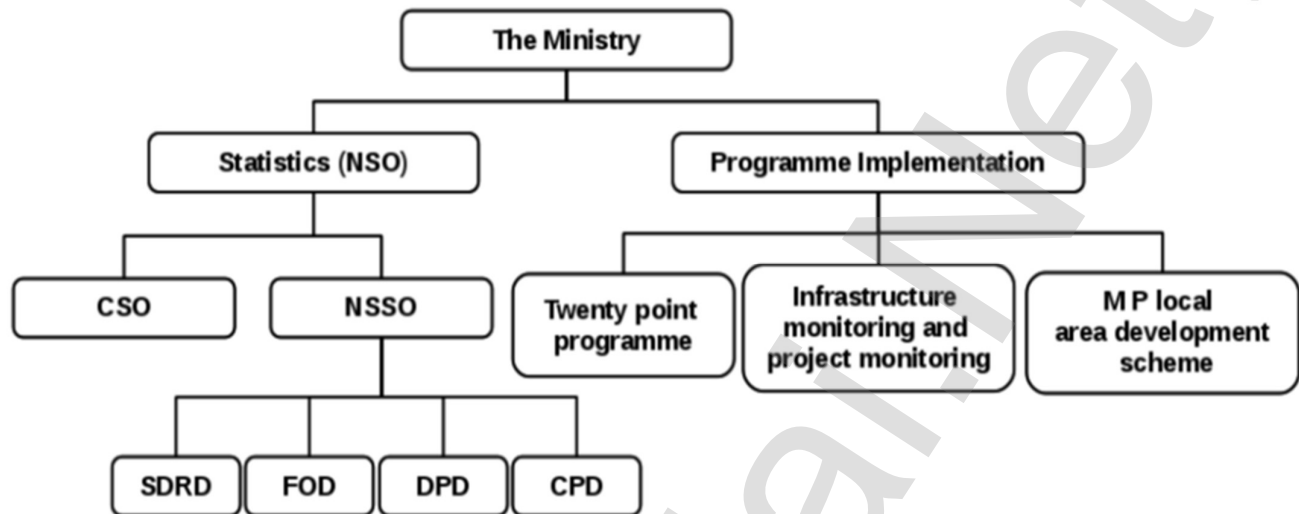 The Ministry
Statistics (NSO)
Programme Implementation
CSO
NSSO
Twenty point
programme
Infrastructure
monitoring and
project monitoring
M P local
area development
scheme
SDRD
FOD
DPD
CPD